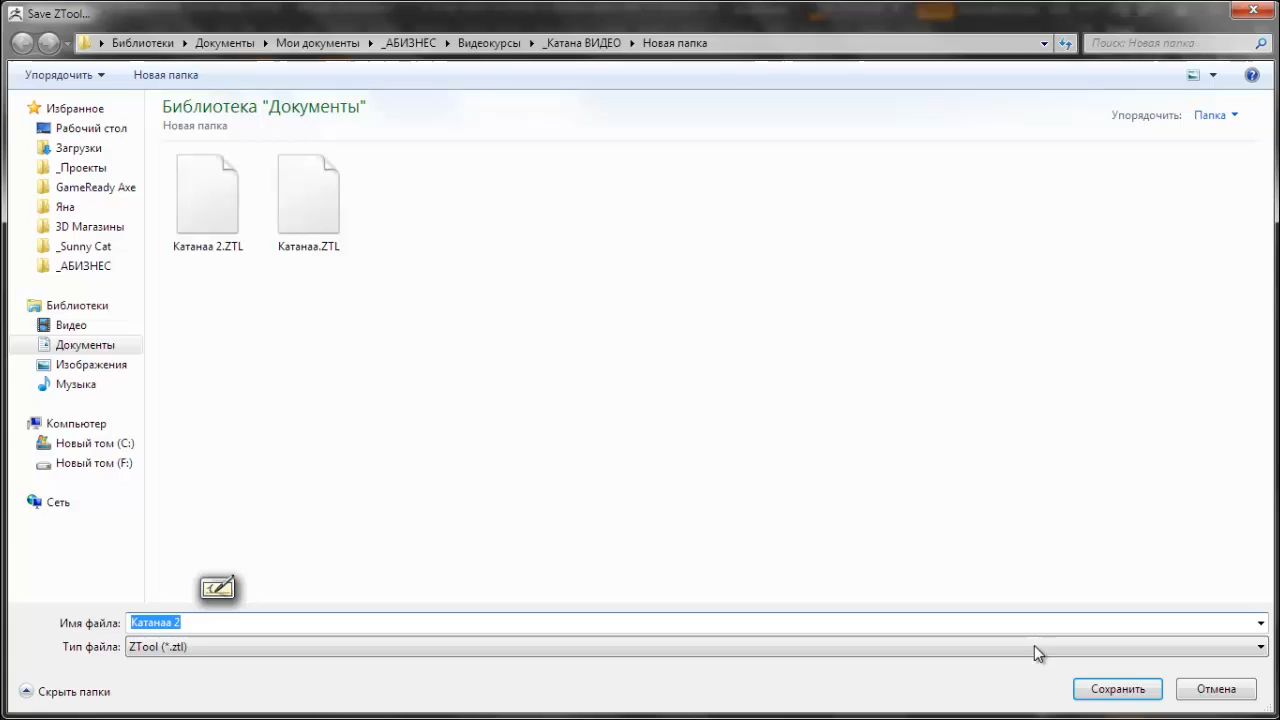 Save ZTool...
Библиотеки Документы Мои документы _АБИЗНЕС Видеокурсы _Катана ВИДЕО Новая папка
Поиск: Новая папка
Упорядочить Новая папка
Избранное
Рабочий стол
Загрузки
_Проекты
GameReady Axe
Яна
3D Магазины
_Sunny Cat
_АБИЗНЕС
Библиотеки
Видео
Документы
Изображения
Музыка
Компьютер
Новый том (C:)
Новый том (F:)
Сеть
Библиотека "Документы"
Новая папка
Упорядочить: Папка
Катанаа 2.ZTL
Катанаа.ZTL
Имя файла: Катанаа 2
Тип файла: ZTool (*.ztl)
Скрыть папки
Сохранить
Отмена